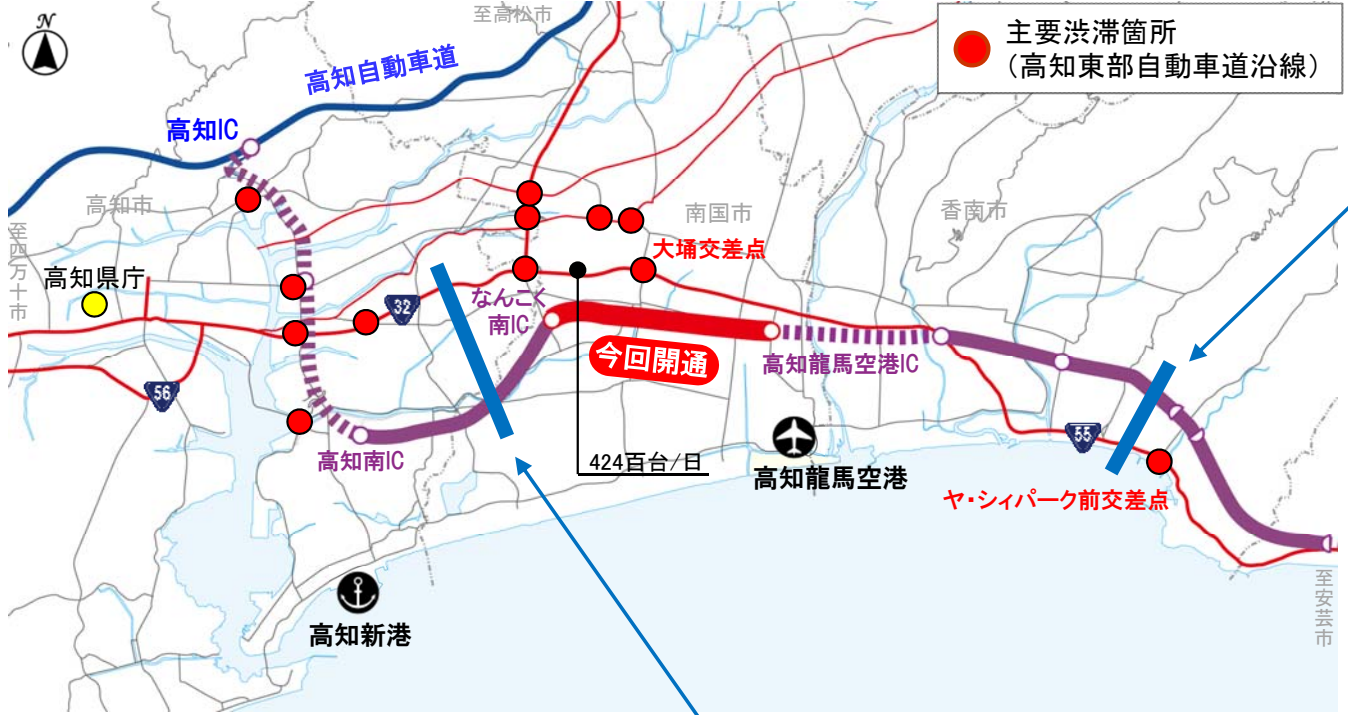 N
至高松市
主要渋滞箇所
(高知東部自動車道沿線)
高知自動車道
高知IC
高知市
南国市
香南市
至四万十市
大埇交差点
高知県庁
32
なんこく
南IC
今回開通
高知龍馬空港IC
56
55
高知南IC
424百台/日
高知龍馬空港
ヤ・シィパーク前交差点
至安芸市
高知新港